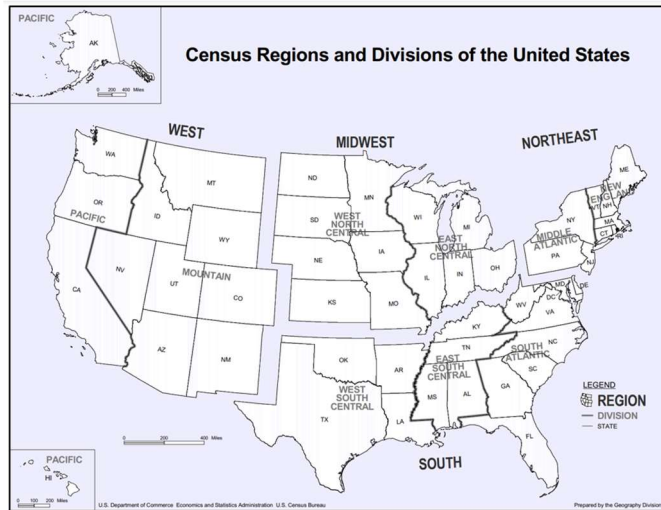 PACIFIC
AK
0 200 400 Miles
Census Regions and Divisions of the United States
WEST
MIDWEST
NORTHEAST
WA
MT
ND
MN
ME
OR
ID
SD
WI
MI
NY
VT
NH
NEW
ENGLAND
PACIFIC
WY
WEST
NORTH
CENTRAL
EAST
NORTH
CENTRAL
MIDDLE
ATLANTIC
MA
CT
RI
NV
MOUNTAIN
UT
CO
NE
IA
IL
IN
OH
PA
NJ
CA
KS
MO
WV
MD
DE
DC
VA
KY
AZ
NM
OK
AR
TN
NC
EAST
SOUTH
CENTRAL
SOUTH
ATLANTIC
SC
WEST
SOUTH
CENTRAL
TX
LA
MS
AL
GA
FL
LEGEND
REGION
DIVISION
STATE
0 200 400 Miles
SOUTH
PACIFIC
HI
0 100 200 Miles
U.S. Department of Commerce Economics and Statistics Administration U.S. Census Bureau
Prepared by the Geography Division